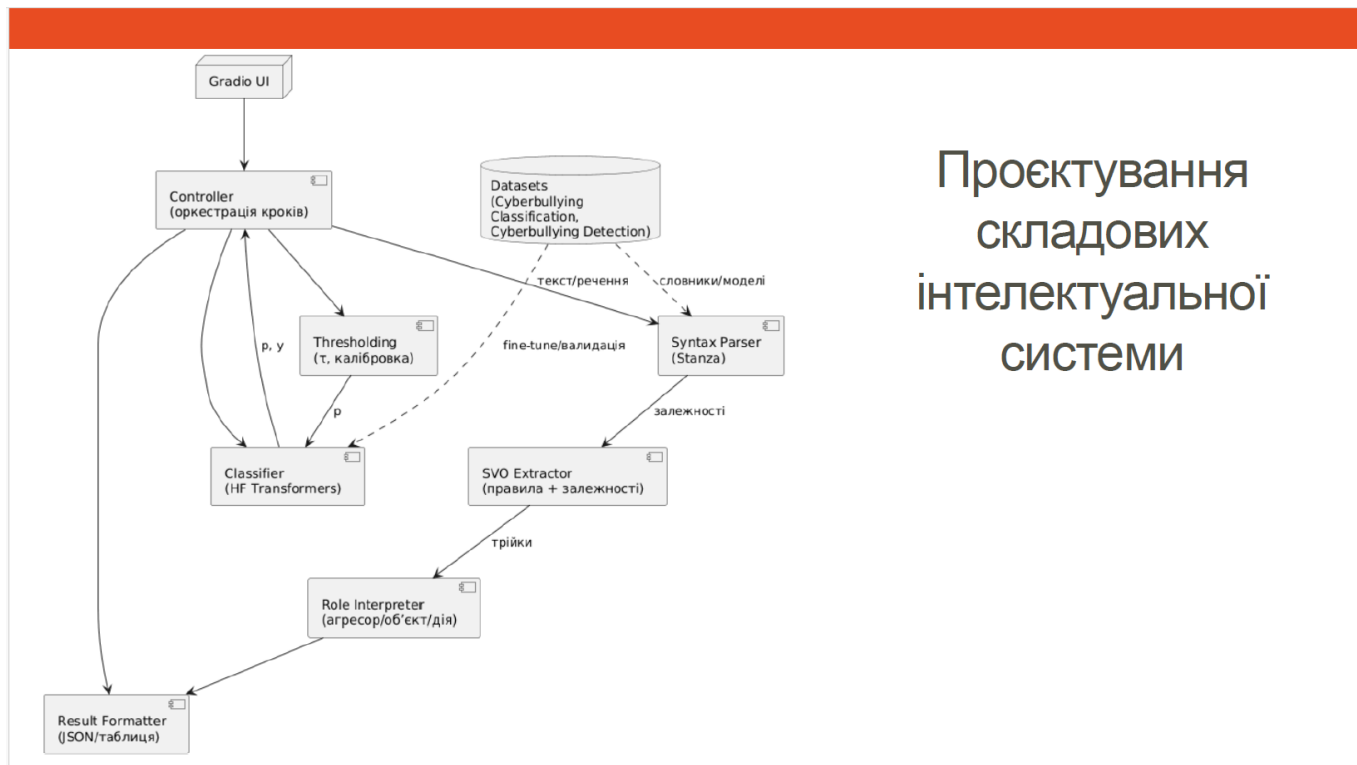 Gradio UI
Controller
(оркестрація кроків)
Datasets
(Cyberbullying
Classification,
Cyberbullying Detection)
Проєктування
складових
інтелектуальної
системи
текст/речення
словники/моделі
p, y
Thresholding
(τ, калібровка)
fine-tune/валидація
Syntax Parser
(Stanza)
p
залежності
Classifier
(HF Transformers)
SVO Extractor
(правила + залежності)
трійки
Role Interpreter
(агресор/об'єкт/дія)
Result Formatter
(JSON/таблиця)